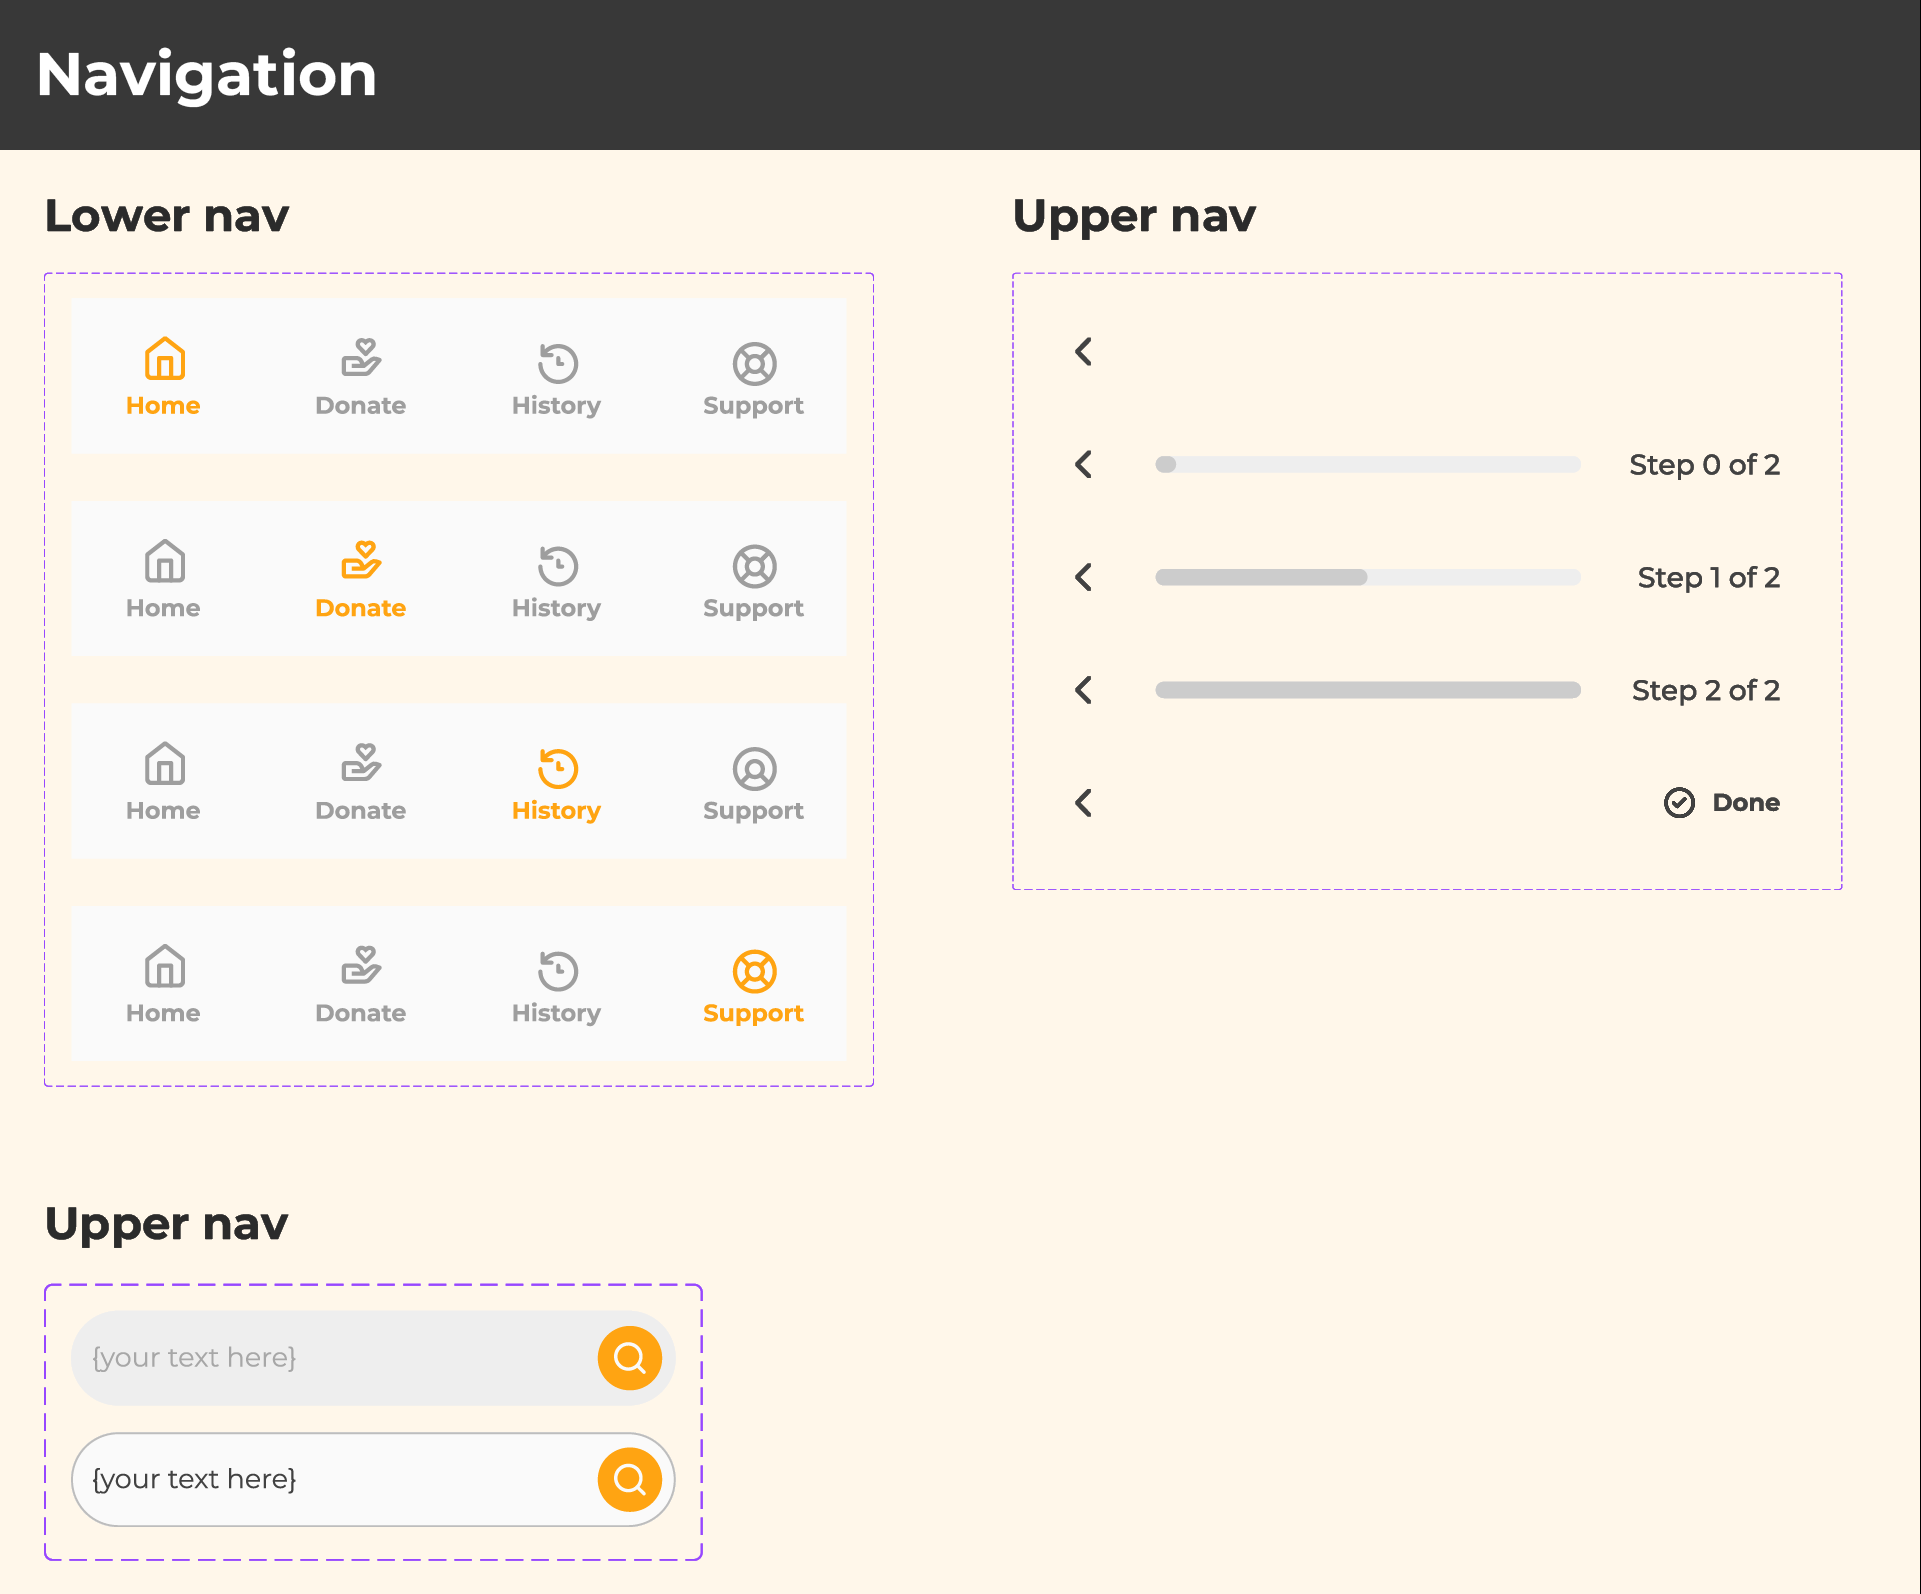 Navigation
Lower nav
Home Donate History Support
Home Donate History Support
Home Donate History Support
Home Donate History Support
Upper nav
Step 0 of 2
Step 1 of 2
Step 2 of 2
Done
Upper nav
{your text here}
{your text here}